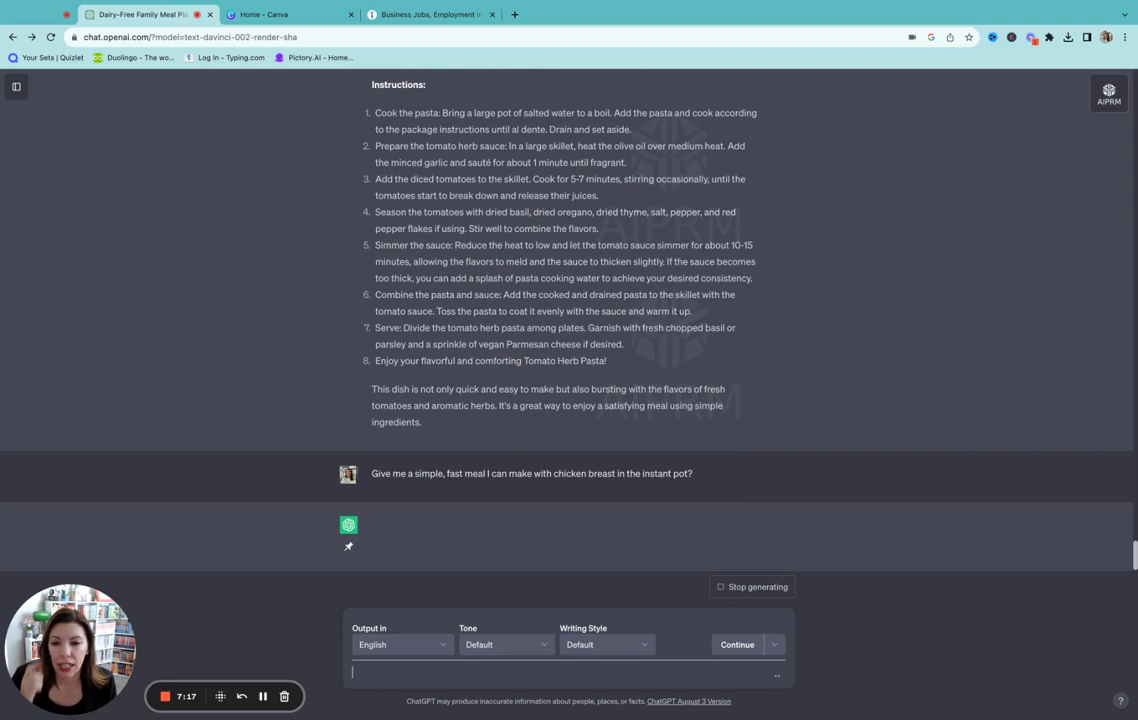 Dairy-Free Family Meal Pla
Home - Canva
Business Jobs, Employment in
chat.openai.com/?model=text-davinci-002-render-sha
Your Sets | Quizlet
Duolingo - The wo...
Log In - Typing.com
Pictory.AI - Home...
AIPRM
Instructions:
1. Cook the pasta: Bring a large pot of salted water to a boil. Add the pasta and cook according
to the package instructions until al dente. Drain and set aside.
2. Prepare the tomato herb sauce: In a large skillet, heat the olive oil over medium heat. Add
the minced garlic and sauté for about 1 minute until fragrant.
3. Add the diced tomatoes to the skillet. Cook for 5-7 minutes, stirring occasionally, until the
tomatoes start to break down and release their juices.
4. Season the tomatoes with dried basil, dried oregano, dried thyme, salt, pepper, and red
pepper flakes if using. Stir well to combine the flavors.
5. Simmer the sauce: Reduce the heat to low and let the tomato sauce simmer for about 10-15
minutes, allowing the flavors to meld and the sauce to thicken slightly. If the sauce becomes
too thick, you can add a splash of pasta cooking water to achieve your desired consistency.
6. Combine the pasta and sauce: Add the cooked and drained pasta to the skillet with the
tomato sauce. Toss the pasta to coat it evenly with the sauce and warm it up.
7. Serve: Divide the tomato herb pasta among plates. Garnish with fresh chopped basil or
parsley and a sprinkle of vegan Parmesan cheese if desired.
8. Enjoy your flavorful and comforting Tomato Herb Pasta!
This dish is not only quick and easy to make but also bursting with the flavors of fresh
tomatoes and aromatic herbs. It's a great way to enjoy a satisfying meal using simple
ingredients.
AIPRM
AIPRM
Give me a simple, fast meal I can make with chicken breast in the instant pot?
Stop generating
Output in
Tone
Writing Style
English
Default
Default
Continue
7:17
ChatGPT may produce inaccurate information about people, places, or facts. ChatGPT August 3 Version
?